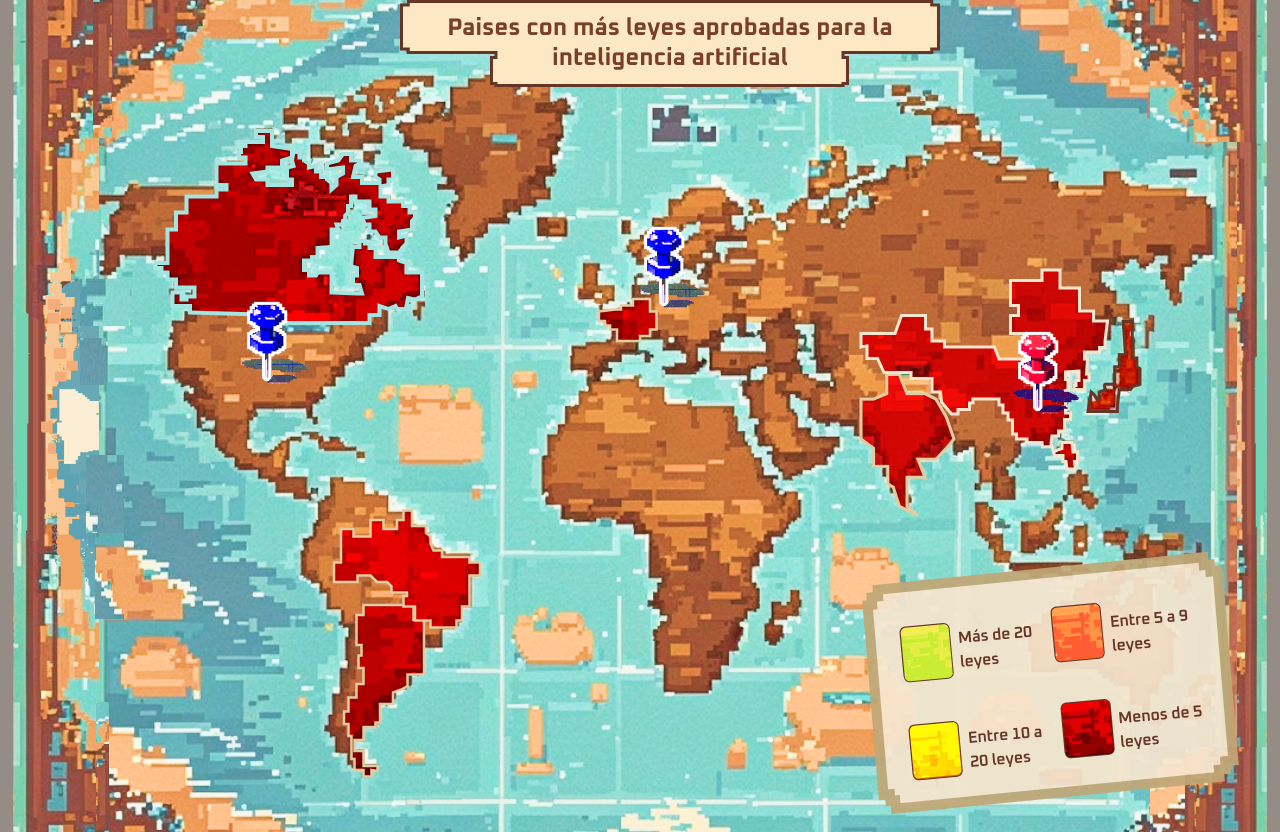 Paises con más leyes aprobadas para la
inteligencia artificial
Más de 20
leyes
Entre 5 a 9
leyes
Entre 10 a
20 leyes
Menos de 5
leyes